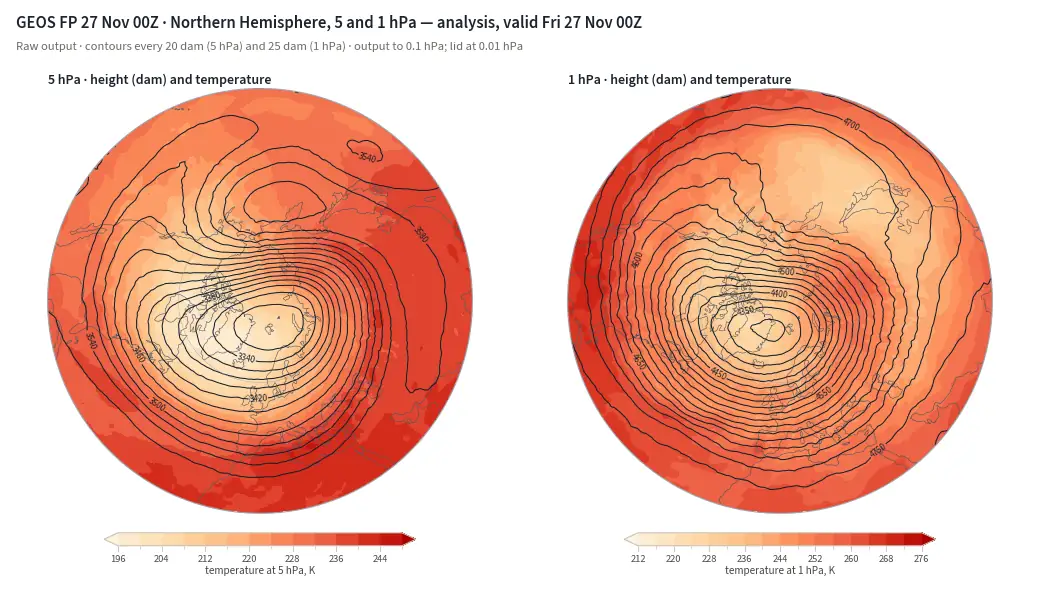 GEOS FP 27 Nov 00Z · Northern Hemisphere, 5 and 1 hPa — analysis, valid Fri 27 Nov 00Z
Raw output · contours every 20 dam (5 hPa) and 25 dam (1 hPa) · output to 0.1 hPa; lid at 0.01 hPa
5 hPa · height (dam) and temperature
1 hPa · height (dam) and temperature
3540
3580
3340
3420
3540
3460
3500
4700
4600
4500
4400
4350
4650
4450
4550
4750
196 204 212 220 228 236 244
temperature at 5 hPa, K
212 220 228 236 244 252 260 268 276
temperature at 1 hPa, K